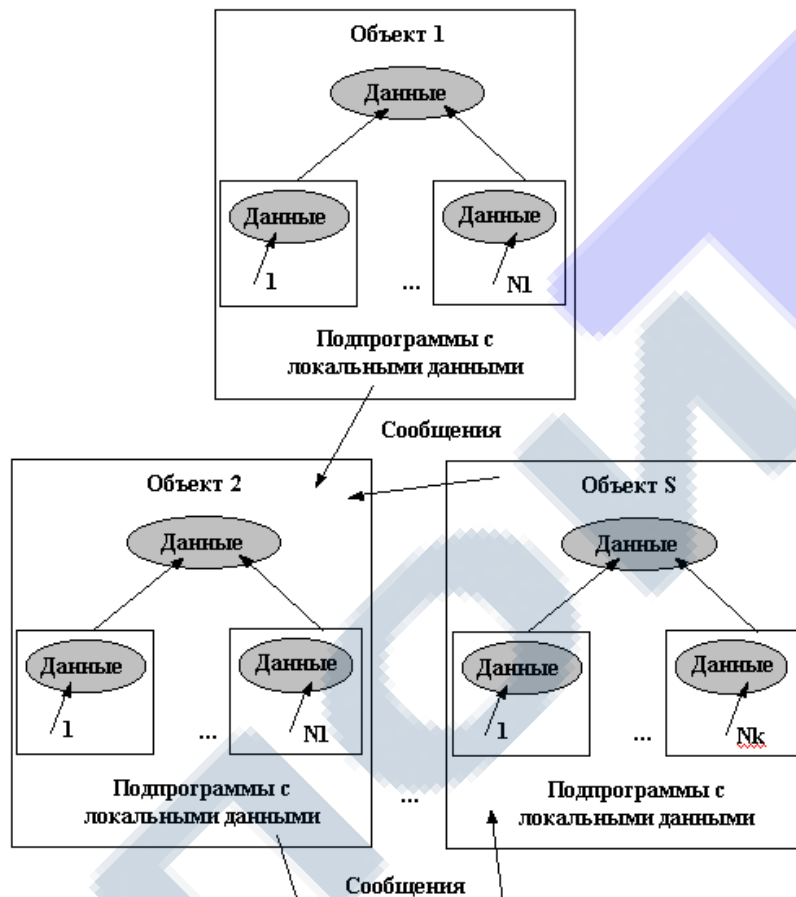 Объект 1
Данные
Данные
Данные
1
...
N1
Подпрограммы с
локальными данными
Сообщения
Объект 2
Данные
Данные
Данные
1
...
N1
Подпрограммы с
локальными данными
...
Объект S
Данные
Данные
Данные
1
...
Nk
Подпрограммы с
локальными данными
Сообщения